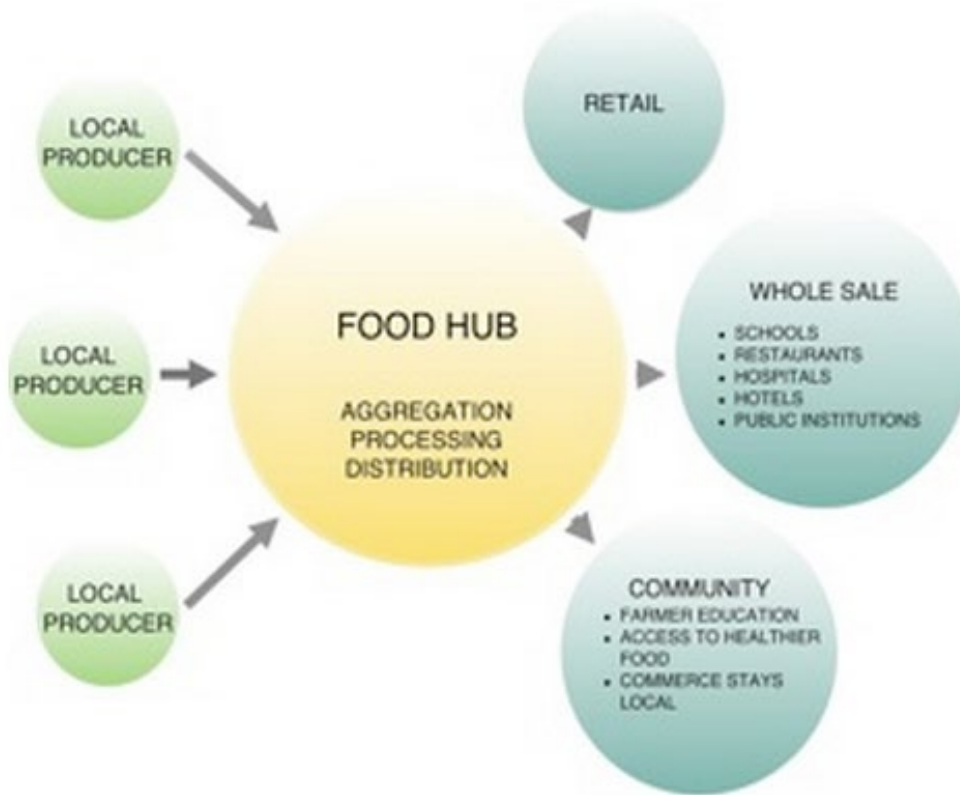 LOCAL
PRODUCER
LOCAL
PRODUCER
LOCAL
PRODUCER
FOOD HUB
AGGREGATION
PROCESSING
DISTRIBUTION
RETAIL
WHOLE SALE
• SCHOOLS
• RESTAURANTS
• HOSPITALS
• HOTELS
• PUBLIC INSTITUTIONS
COMMUNITY
• FARMER EDUCATION
• ACCESS TO HEALTHIER
FOOD
• COMMERCE STAYS
LOCAL